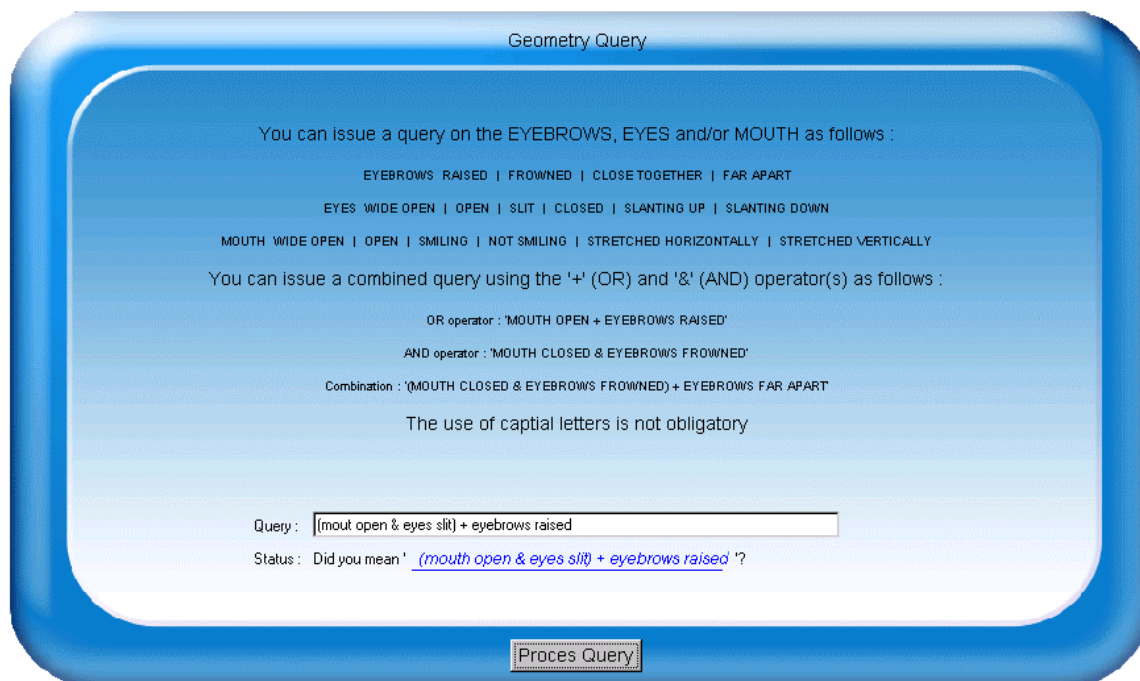 Geometry Query
You can issue a query on the EYEBROWS, EYES and/or MOUTH as follows :
EYEBROWS RAISED | FROWNED | CLOSE TOGETHER | FAR APART
EYES WIDE OPEN | OPEN | SLIT | CLOSED | SLANTING UP | SLANTING DOWN
MOUTH WIDE OPEN | OPEN | SMILING | NOT SMILING | STRETCHED HORIZONTALLY | STRETCHED VERTICALLY
You can issue a combined query using the '+' (OR) and '&' (AND) operator(s) as follows :
OR operator : 'MOUTH OPEN + EYEBROWS RAISED'
AND operator : 'MOUTH CLOSED & EYEBROWS FROWNED'
Combination : '(MOUTH CLOSED & EYEBROWS FROWNED) + EYEBROWS FAR APART'
The use of captial letters is not obligatory
Query : (mout open & eyes slit) + eyebrows raised
Status : Did you mean ' (mouth open & eyes slit) + eyebrows raised '?
Proces Query